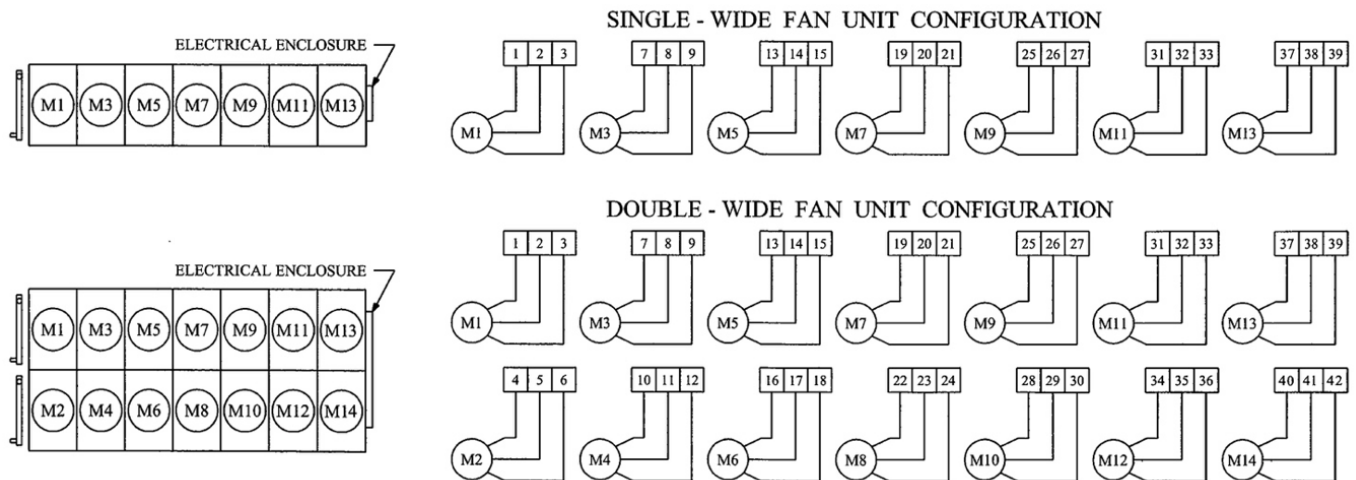 SINGLE - WIDE FAN UNIT CONFIGURATION
ELECTRICAL ENCLOSURE
1 2 3 7 8 9 13 14 15 19 20 21 25 26 27 31 32 33 37 38 39
M1 M3 M5 M7 M9 M11 M13
M1 M3 M5 M7 M9 M11 M13
DOUBLE - WIDE FAN UNIT CONFIGURATION
1 2 3 7 8 9 13 14 15 19 20 21 25 26 27 31 32 33 37 38 39
ELECTRICAL ENCLOSURE
M1 M3 M5 M7 M9 M11 M13
M1 M3 M5 M7 M9 M11 M13
4 5 6 10 11 12 16 17 18 22 23 24 28 29 30 34 35 36 40 41 42
M2 M4 M6 M8 M10 M12 M14
M2 M4 M6 M8 M10 M12 M14